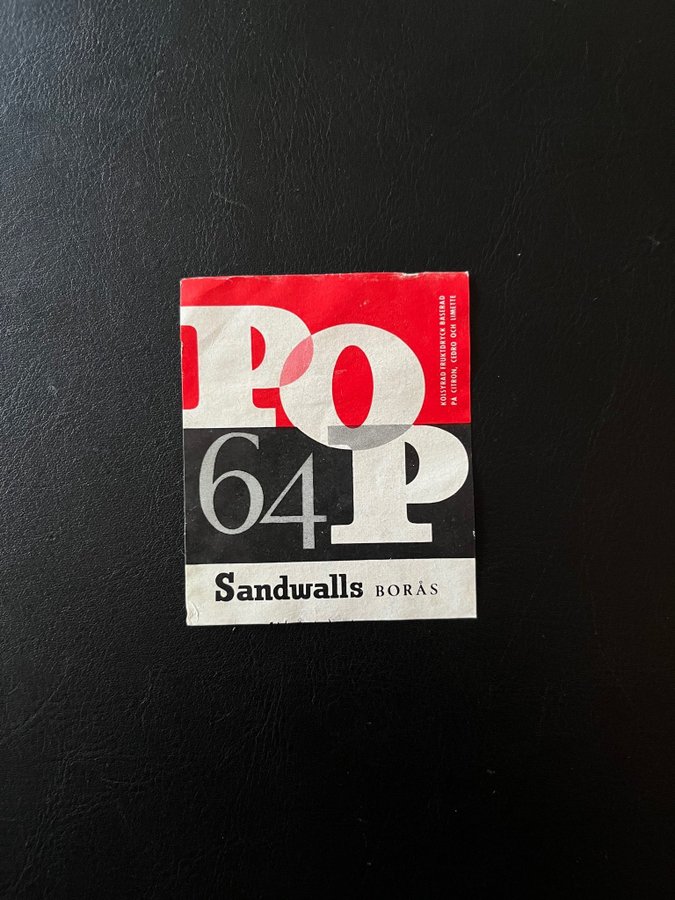 POP
64
KOLSYRAD FRUKTDRYCK BASERAD
PÅ CITRON, CEDRO OCH LIMETTE
Sandwalls BORÅS